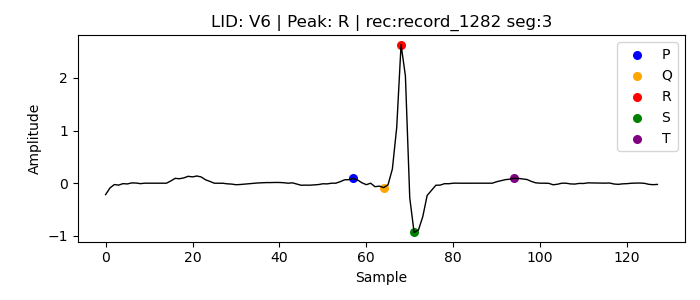 LID: V6 | Peak: R | rec:record_1282 seg:3
Amplitude
2
1
0
−1
0
20
40
60
80
100
120
Sample
P
Q
R
S
T